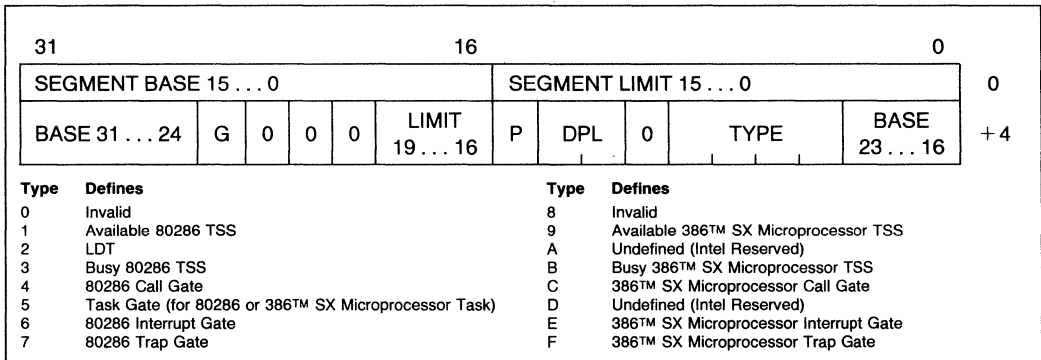 31 16 0
SEGMENT BASE 15 . . . 0 SEGMENT LIMIT 15 . . . 0 0
BASE 31 . . . 24 G 0 0 0 LIMIT 19 . . . 16 P DPL 0 TYPE BASE 23 . . . 16 +4
Type Defines
0 Invalid
1 Available 80286 TSS
2 LDT
3 Busy 80286 TSS
4 80286 Call Gate
5 Task Gate (for 80286 or 386™ SX Microprocessor Task)
6 80286 Interrupt Gate
7 80286 Trap Gate
Type Defines
8 Invalid
9 Available 386™ SX Microprocessor TSS
A Undefined (Intel Reserved)
B Busy 386™ SX Microprocessor TSS
C 386™ SX Microprocessor Call Gate
D Undefined (Intel Reserved)
E 386™ SX Microprocessor Interrupt Gate
F 386™ SX Microprocessor Trap Gate